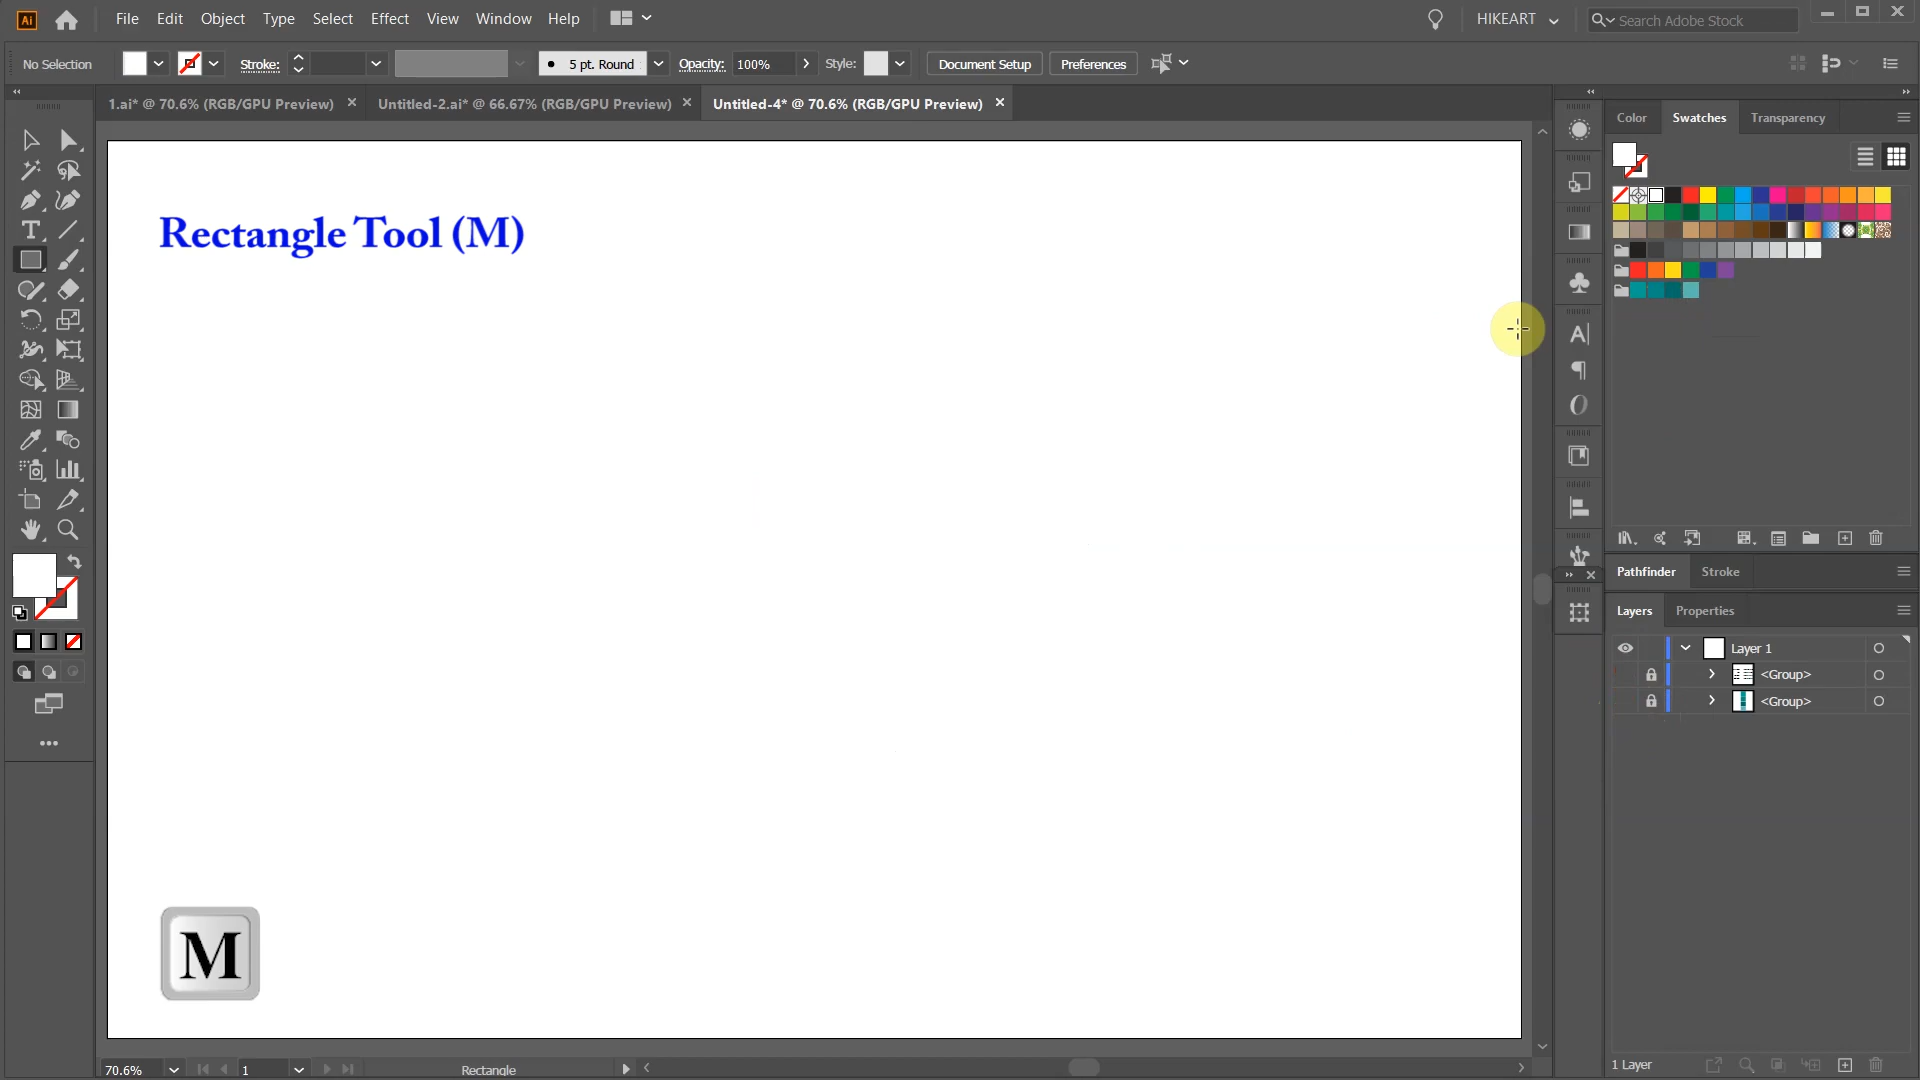 Ai File Edit Object Type Select Effect View Window Help HIKEART Search Adobe Stock
No Selection Stroke: 5 pt. Round Opacity: 100% Style: Document Setup Preferences
1.ai* @ 70.6% (RGB/GPU Preview) × Untitled-2.ai* @ 66.67% (RGB/GPU Preview) × Untitled-4* @ 70.6% (RGB/GPU Preview) ×
Color Swatches Transparency
Rectangle Tool (M)
Pathfinder Stroke
Layers Properties
Layer 1
<Group>
<Group>
M
70.6% 1 Rectangle 1 Layer